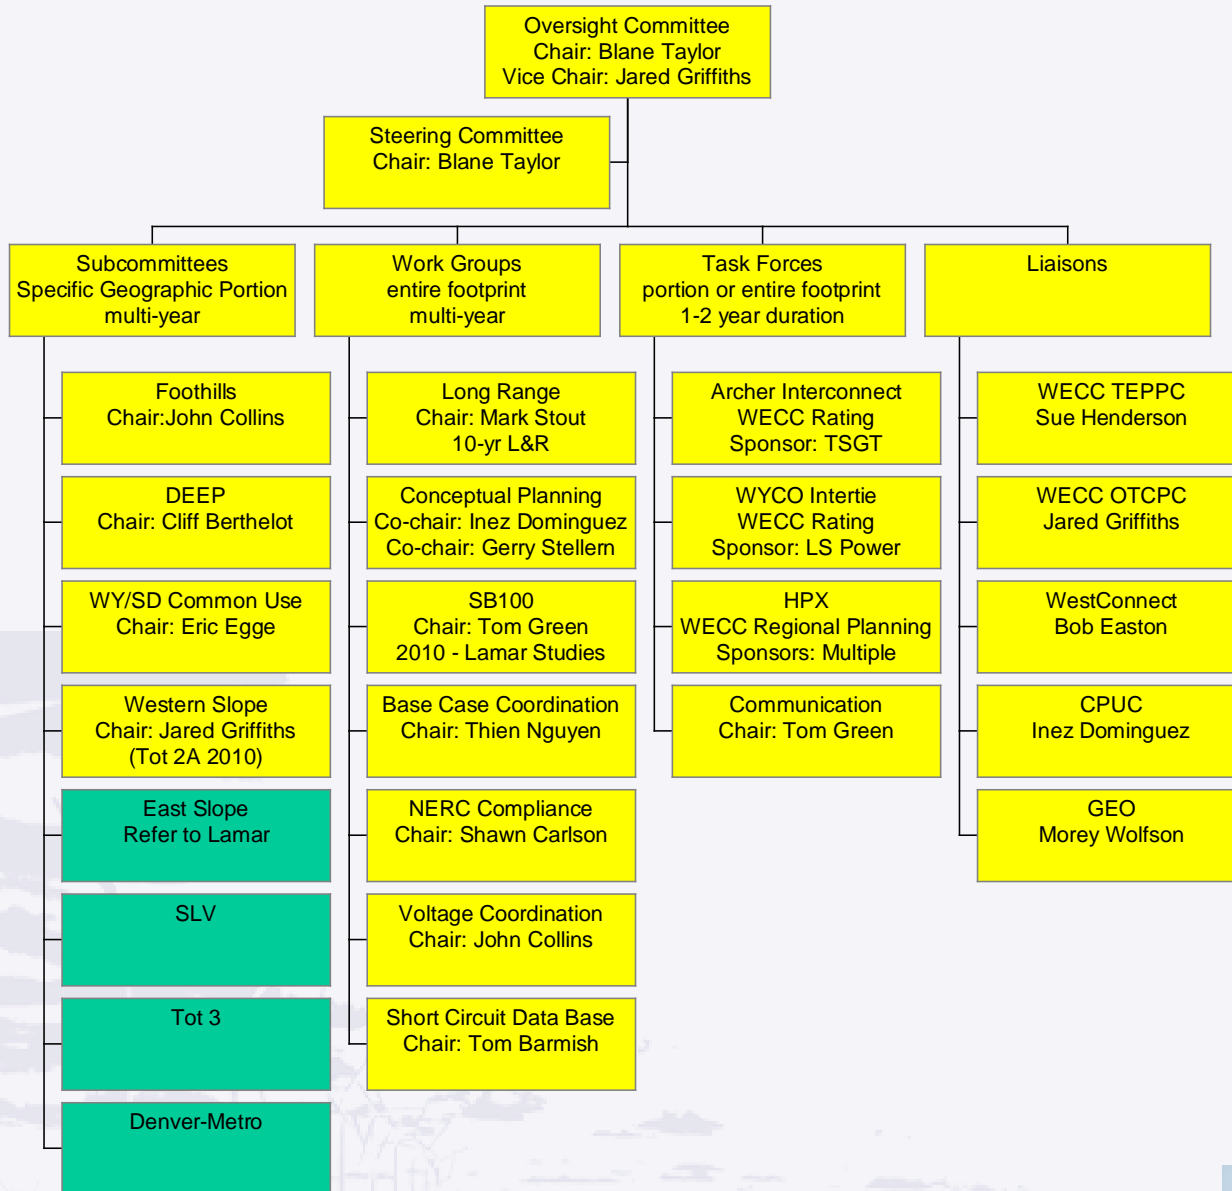 Oversight Committee
Chair: Blane Taylor
Vice Chair: Jared Griffiths
Steering Committee
Chair: Blane Taylor
Subcommittees
Specific Geographic Portion
multi-year
Work Groups
entire footprint
multi-year
Task Forces
portion or entire footprint
1-2 year duration
Liaisons
Foothills
Chair:John Collins
DEEP
Chair: Cliff Berthelot
WY/SD Common Use
Chair: Eric Egge
Western Slope
Chair: Jared Griffiths
(Tot 2A 2010)
East Slope
Refer to Lamar
SLV
Tot 3
Denver-Metro
Long Range
Chair: Mark Stout
10-yr L&R
Conceptual Planning
Co-chair: Inez Dominguez
Co-chair: Gerry Stellern
SB100
Chair: Tom Green
2010 - Lamar Studies
Base Case Coordination
Chair: Thien Nguyen
NERC Compliance
Chair: Shawn Carlson
Voltage Coordination
Chair: John Collins
Short Circuit Data Base
Chair: Tom Barmish
Archer Interconnect
WECC Rating
Sponsor: TSGT
WYCO Intertie
WECC Rating
Sponsor: LS Power
HPX
WECC Regional Planning
Sponsors: Multiple
Communication
Chair: Tom Green
WECC TEPPC
Sue Henderson
WECC OTCPC
Jared Griffiths
WestConnect
Bob Easton
CPUC
Inez Dominguez
GEO
Morey Wolfson